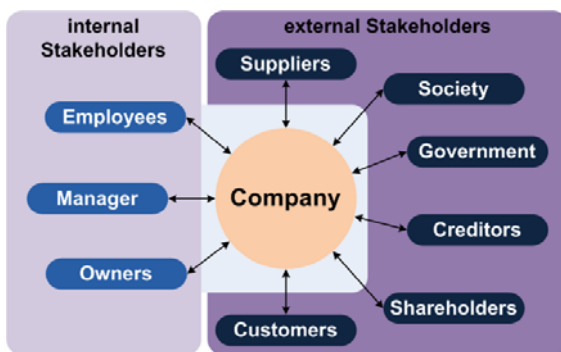 internal
Stakeholders
external Stakeholders
Suppliers
Society
Employees
Government
Manager
Company
Creditors
Owners
Shareholders
Customers